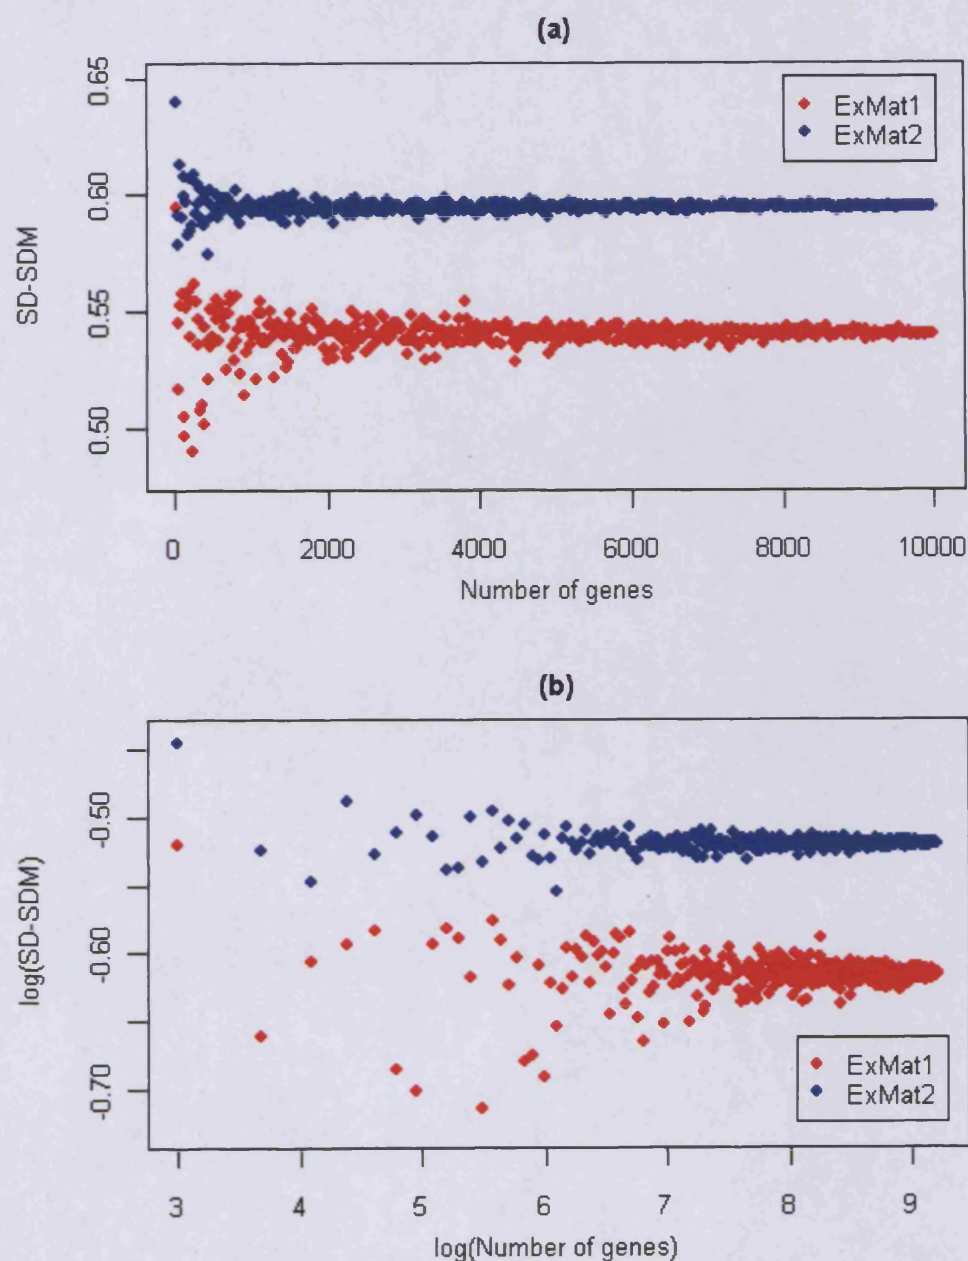 (a)
SD-SDM
0.65
0.60
0.55
0.50
ExMat1
ExMat2
0 2000 4000 6000 8000 10000
Number of genes
(b)
log(SD-SDM)
-0.50
-0.60
-0.70
ExMat1
ExMat2
3 4 5 6 7 8 9
log(Number of genes)